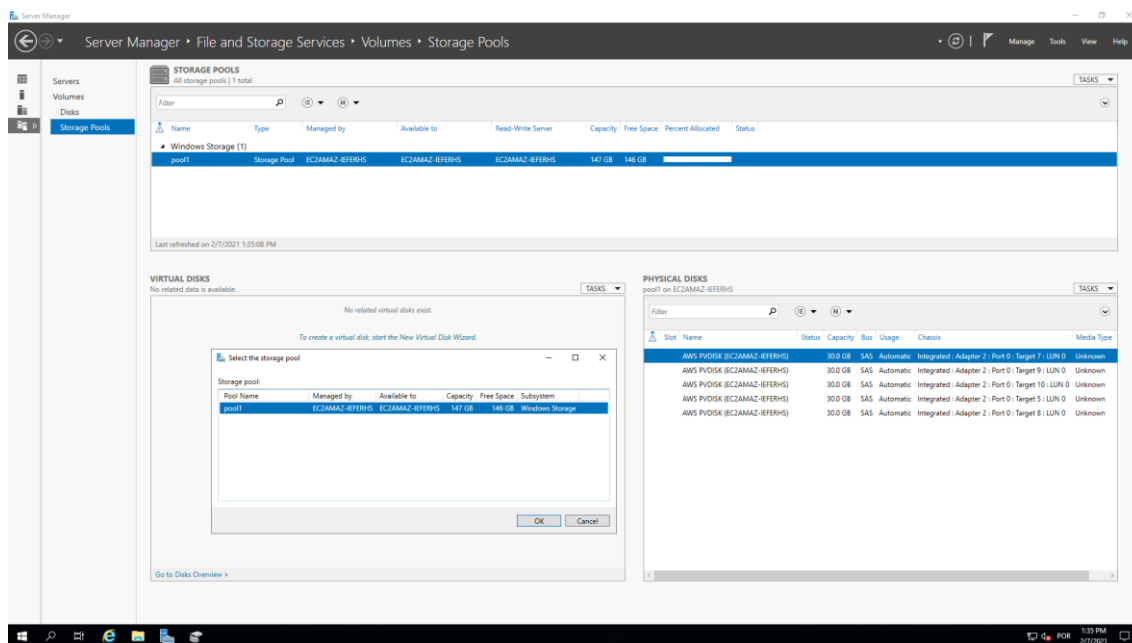 Server Manager
Server Manager ‣ File and Storage Services ‣ Volumes ‣ Storage Pools
Manage Tools View Help
Servers
Volumes
Disks
Storage Pools
STORAGE POOLS
All storage pools | 1 total
TASKS
Filter
Name Type Managed by Available to Read-Write Server Capacity Free Space Percent Allocated Status
Windows Storage (1)
pool1 Storage Pool EC2AMAZ-IEFERHS EC2AMAZ-IEFERHS EC2AMAZ-IEFERHS 147 GB 146 GB
Last refreshed on 2/7/2021 1:35:08 PM
VIRTUAL DISKS
No related data is available.
TASKS
No related virtual disks exist.
To create a virtual disk, start the New Virtual Disk Wizard.
Select the storage pool
Storage pool:
Pool Name Managed by Available to Capacity Free Space Subsystem
pool1 EC2AMAZ-IEFERHS EC2AMAZ-IEFERHS 147 GB 146 GB Windows Storage
OK Cancel
Go to Disks Overview >
PHYSICAL DISKS
pool1 on EC2AMAZ-IEFERHS
TASKS
Filter
Slot Name Status Capacity Bus Usage Chassis Media Type
AWS PVDISK (EC2AMAZ-IEFERHS) 30.0 GB SAS Automatic Integrated : Adapter 2 : Port 0 : Target 7 : LUN 0 Unknown
AWS PVDISK (EC2AMAZ-IEFERHS) 30.0 GB SAS Automatic Integrated : Adapter 2 : Port 0 : Target 9 : LUN 0 Unknown
AWS PVDISK (EC2AMAZ-IEFERHS) 30.0 GB SAS Automatic Integrated : Adapter 2 : Port 0 : Target 10 : LUN 0 Unknown
AWS PVDISK (EC2AMAZ-IEFERHS) 30.0 GB SAS Automatic Integrated : Adapter 2 : Port 0 : Target 5 : LUN 0 Unknown
AWS PVDISK (EC2AMAZ-IEFERHS) 30.0 GB SAS Automatic Integrated : Adapter 2 : Port 0 : Target 8 : LUN 0 Unknown
POR 1:35 PM
2/7/2021